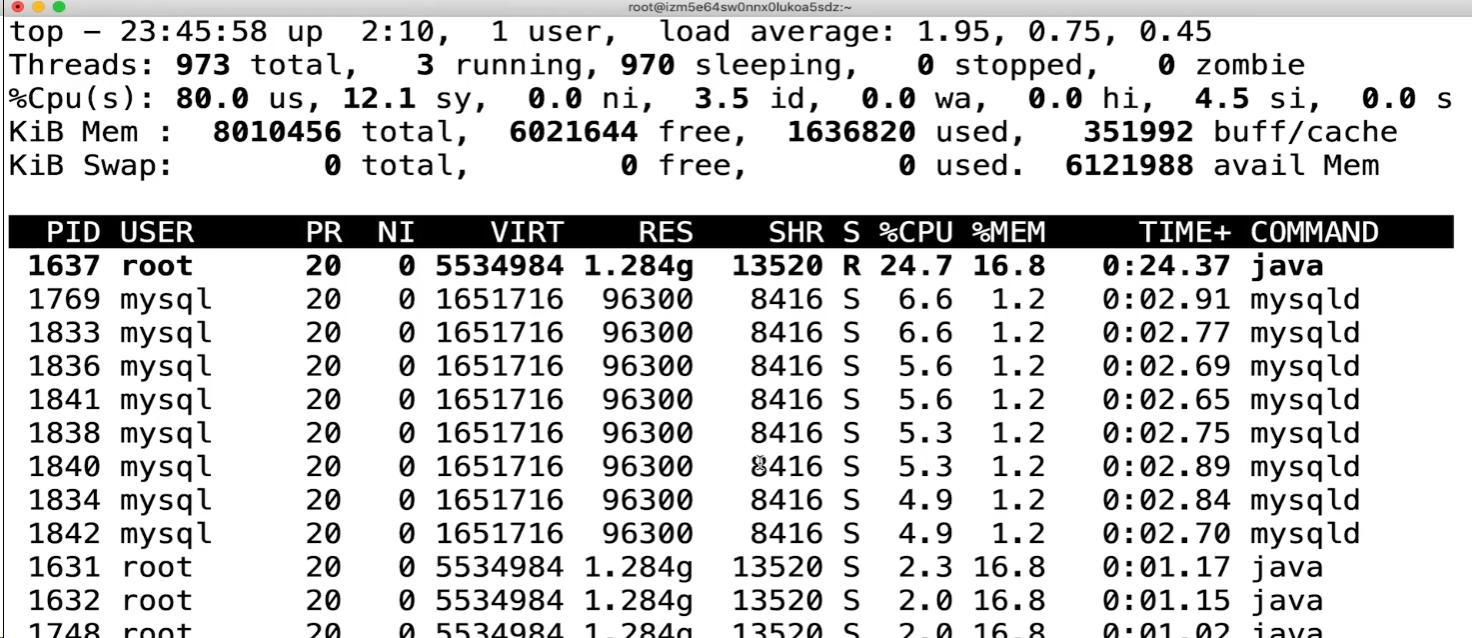 root@izm5e64sw0nnx0lukoa5sdz:~
top - 23:45:58 up  2:10,  1 user,  load average: 1.95, 0.75, 0.45
Threads: 973 total,   3 running, 970 sleeping,   0 stopped,   0 zombie
%Cpu(s): 80.0 us, 12.1 sy,  0.0 ni,  3.5 id,  0.0 wa,  0.0 hi,  4.5 si,  0.0 s
KiB Mem :  8010456 total,  6021644 free,  1636820 used,   351992 buff/cache
KiB Swap:        0 total,        0 free,        0 used.  6121988 avail Mem
PID USER      PR  NI    VIRT    RES    SHR S %CPU %MEM     TIME+ COMMAND
1637 root      20   0 5534984 1.284g  13520 R 24.7 16.8   0:24.37 java
1769 mysql     20   0 1651716  96300   8416 S  6.6  1.2   0:02.91 mysqld
1833 mysql     20   0 1651716  96300   8416 S  6.6  1.2   0:02.77 mysqld
1836 mysql     20   0 1651716  96300   8416 S  5.6  1.2   0:02.69 mysqld
1841 mysql     20   0 1651716  96300   8416 S  5.6  1.2   0:02.65 mysqld
1838 mysql     20   0 1651716  96300   8416 S  5.3  1.2   0:02.75 mysqld
1840 mysql     20   0 1651716  96300   8416 S  5.3  1.2   0:02.89 mysqld
1834 mysql     20   0 1651716  96300   8416 S  4.9  1.2   0:02.84 mysqld
1842 mysql     20   0 1651716  96300   8416 S  4.9  1.2   0:02.70 mysqld
1631 root      20   0 5534984 1.284g  13520 S  2.3 16.8   0:01.17 java
1632 root      20   0 5534984 1.284g  13520 S  2.0 16.8   0:01.15 java
1748 root      20   0 5534984 1.284g  13520 S  2.0 16.8   0:01.02 java